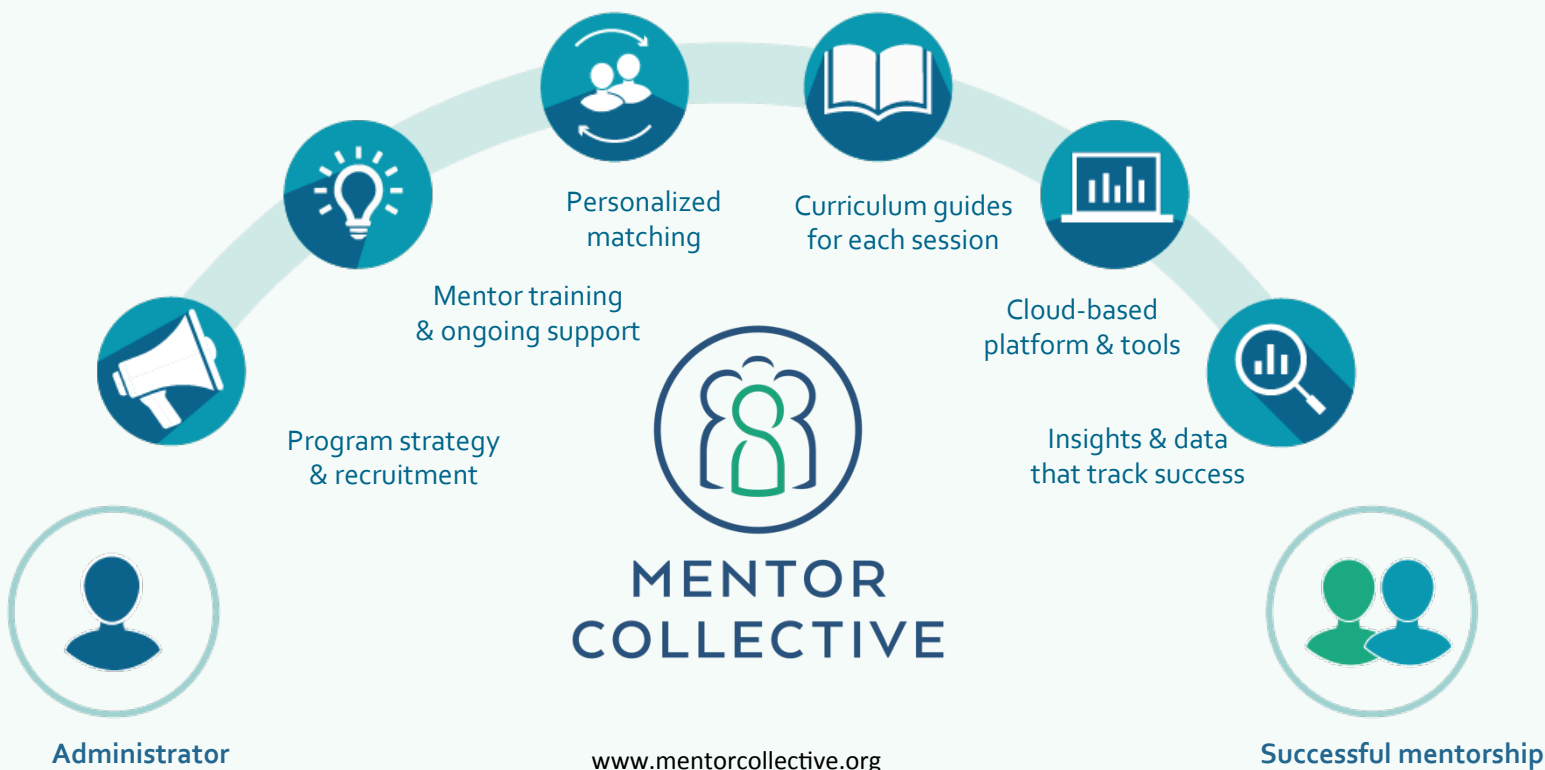 Personalized
matching
Curriculum guides
for each session
Mentor training
& ongoing support
Cloud-based
platform & tools
Program strategy
& recruitment
Insights & data
that track success
MENTOR
COLLECTIVE
Administrator
www.mentorcollective.org
Successful mentorship